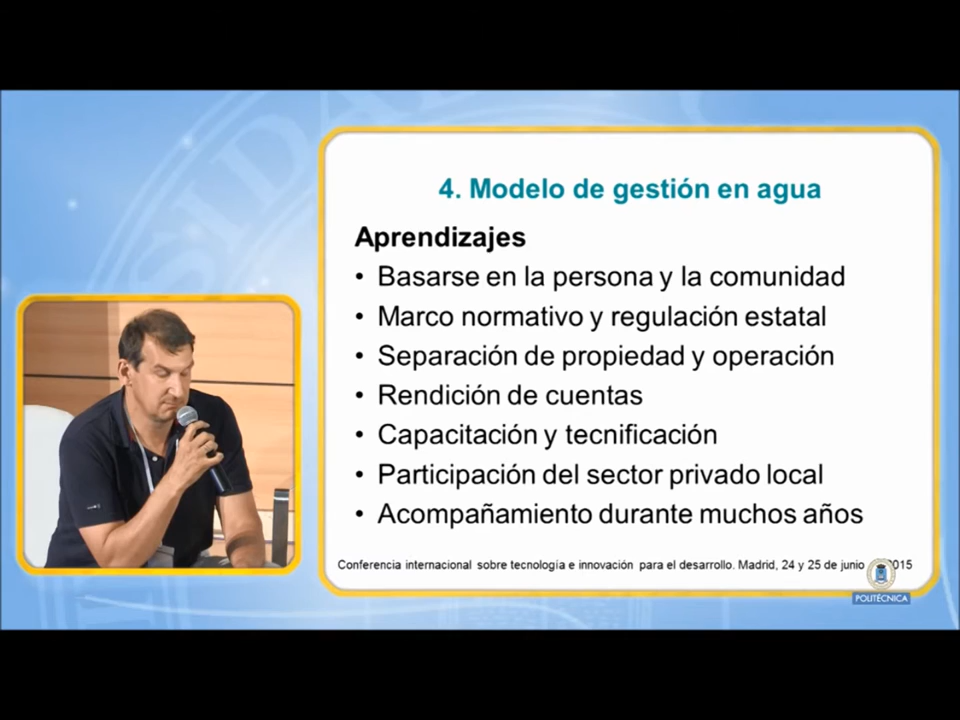 4. Modelo de gestión en agua
Aprendizajes
• Basarse en la persona y la comunidad
• Marco normativo y regulación estatal
• Separación de propiedad y operación
• Rendición de cuentas
• Capacitación y tecnificación
• Participación del sector privado local
• Acompañamiento durante muchos años
Conferencia internacional sobre tecnología e innovación para el desarrollo. Madrid, 24 y 25 de junio 2015
POLITÉCNICA